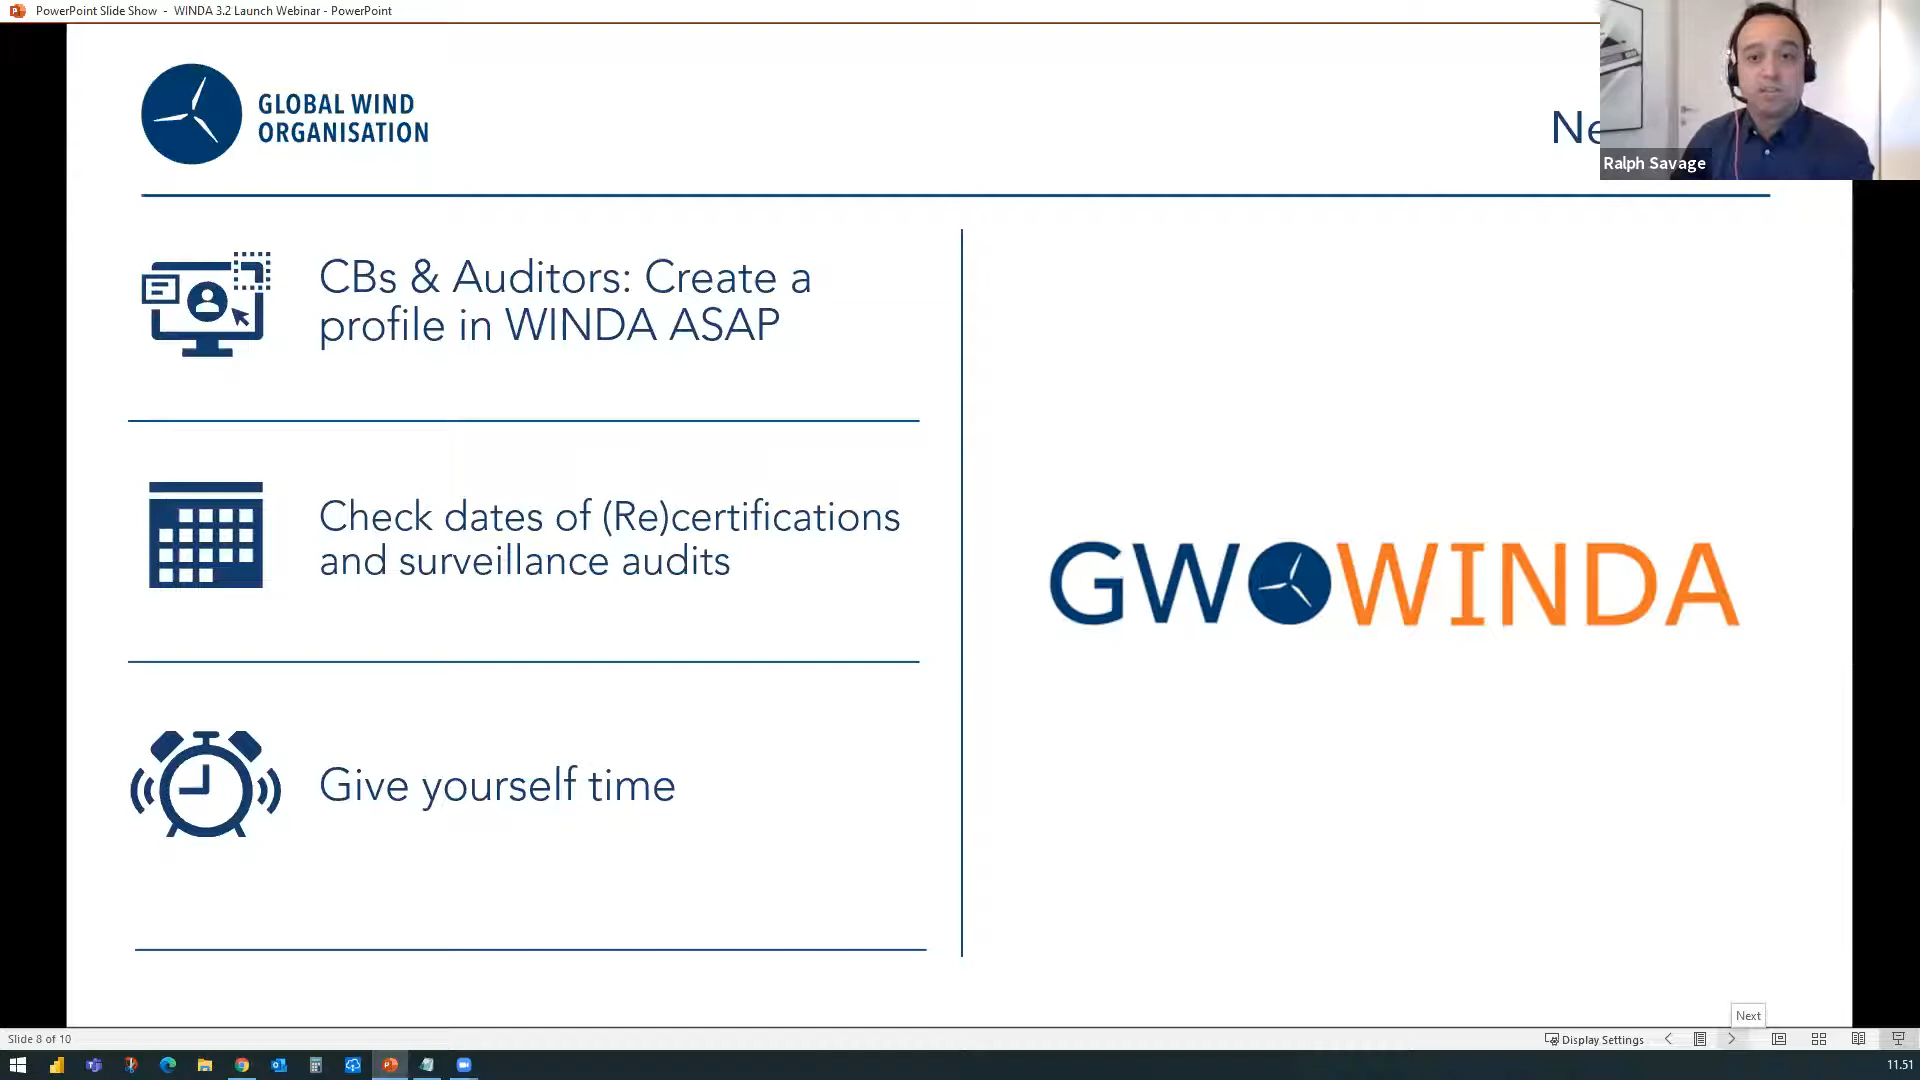 PowerPoint Slide Show - WINDA 3.2 Launch Webinar - PowerPoint
GLOBAL WIND
ORGANISATION
Ralph Savage
CBs & Auditors: Create a
profile in WINDA ASAP
Check dates of (Re)certifications
and surveillance audits
Give yourself time
GWO WINDA
Next
Slide 8 of 10
Display Settings
11.51